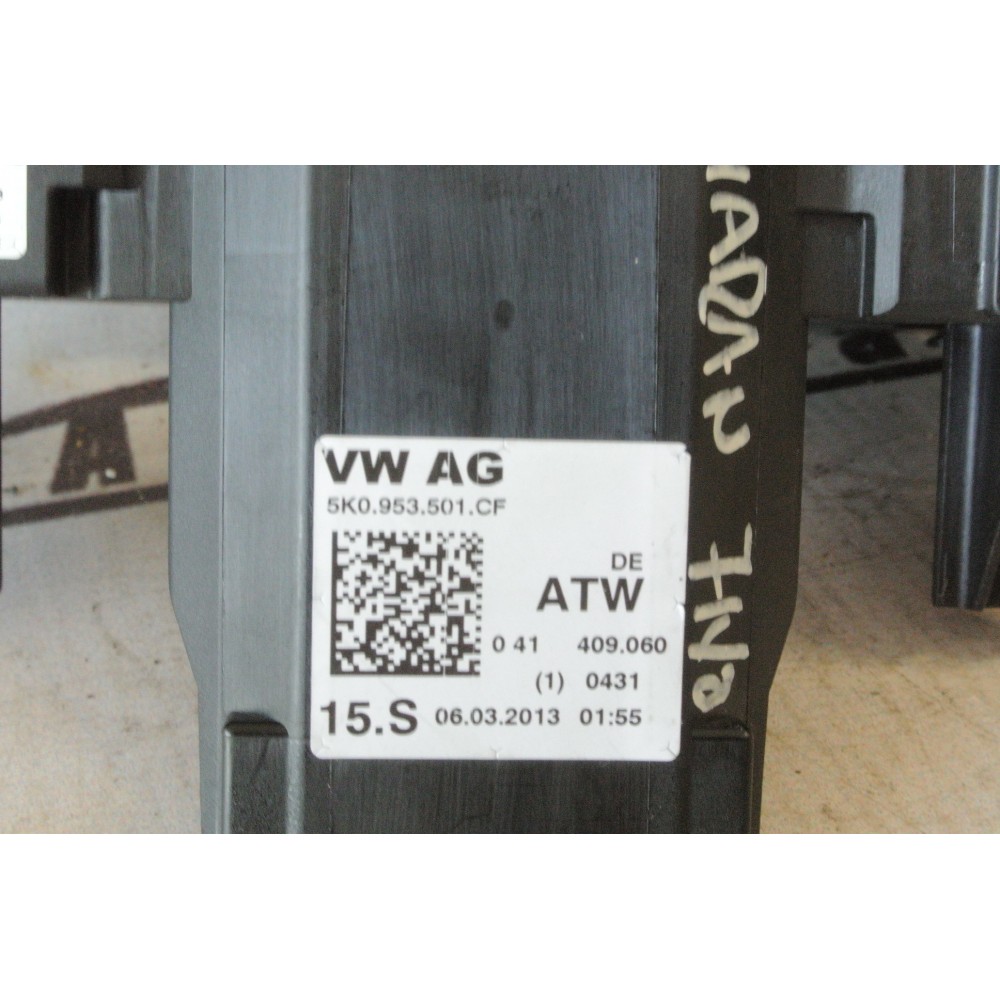 VW AG
5K0.953.501.CF
DE
ATW
0 41 409.060
(1) 0431
15.S 06.03.2013 01:55